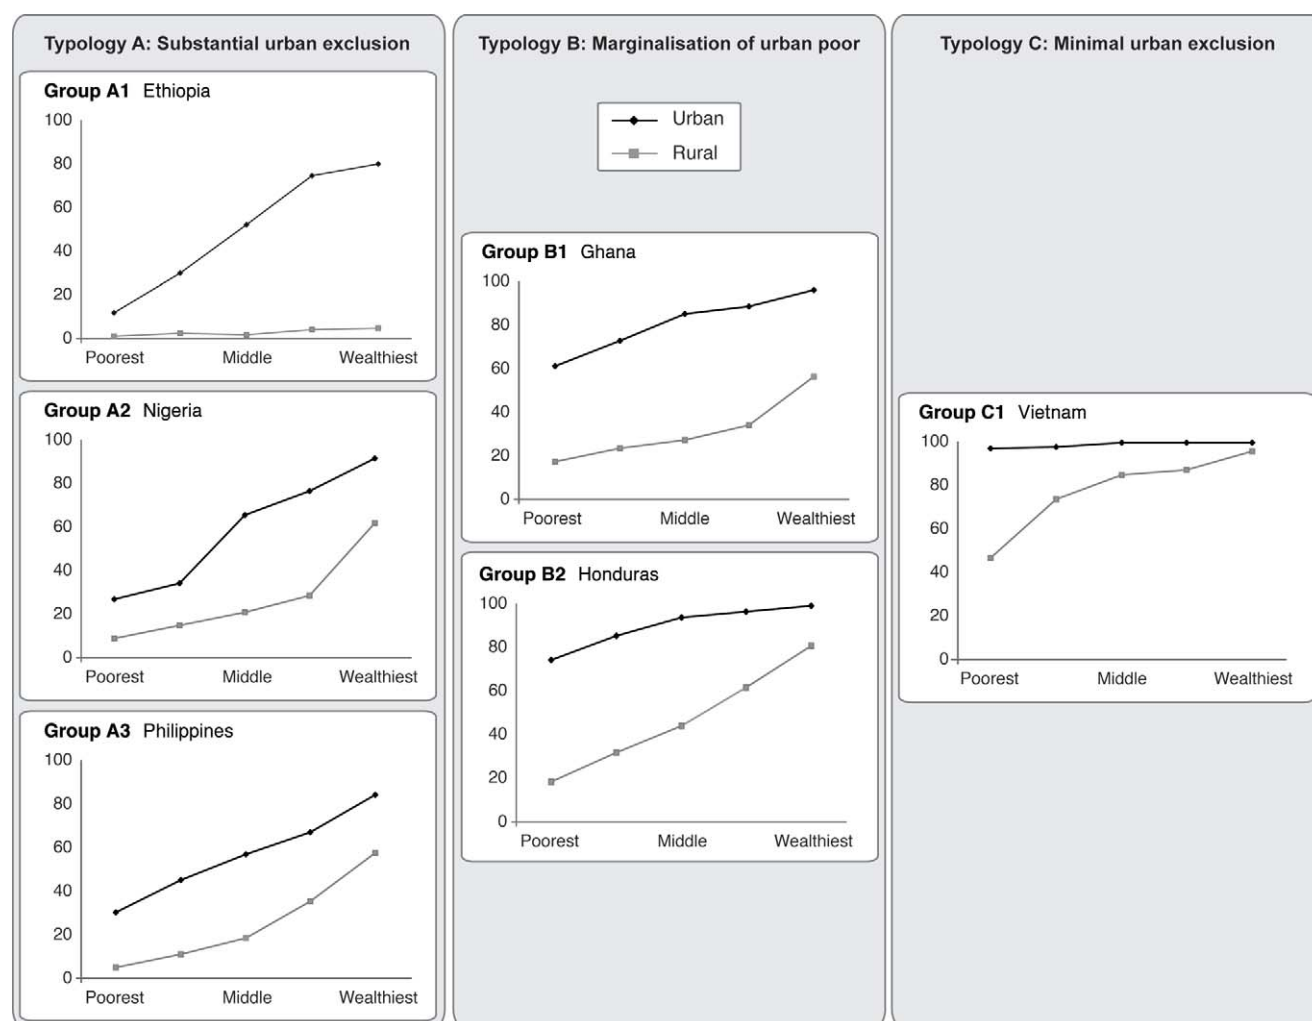 Typology A: Substantial urban exclusion
Group A1 Ethiopia
100
80
60
40
20
0
Poorest Middle Wealthiest
Group A2 Nigeria
100
80
60
40
20
0
Poorest Middle Wealthiest
Group A3 Philippines
100
80
60
40
20
0
Poorest Middle Wealthiest
Typology B: Marginalisation of urban poor
Urban
Rural
Group B1 Ghana
100
80
60
40
20
0
Poorest Middle Wealthiest
Group B2 Honduras
100
80
60
40
20
0
Poorest Middle Wealthiest
Typology C: Minimal urban exclusion
Group C1 Vietnam
100
80
60
40
20
0
Poorest Middle Wealthiest